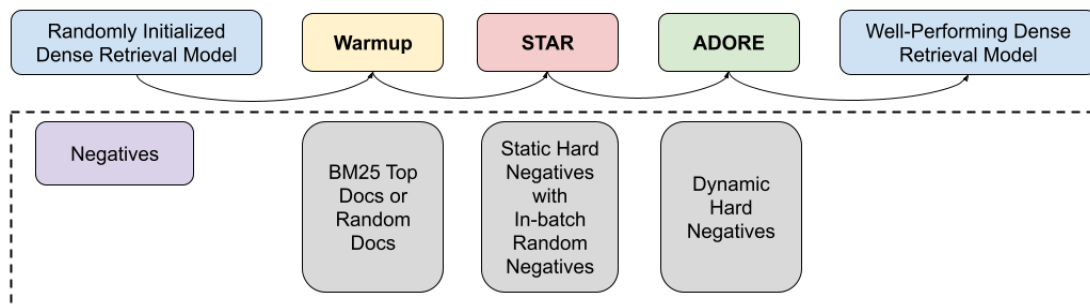 Randomly Initialized
Dense Retrieval Model
Warmup
STAR
ADORE
Well-Performing Dense
Retrieval Model
Negatives
BM25 Top
Docs or
Random
Docs
Static Hard
Negatives
with
In-batch
Random
Negatives
Dynamic
Hard
Negatives